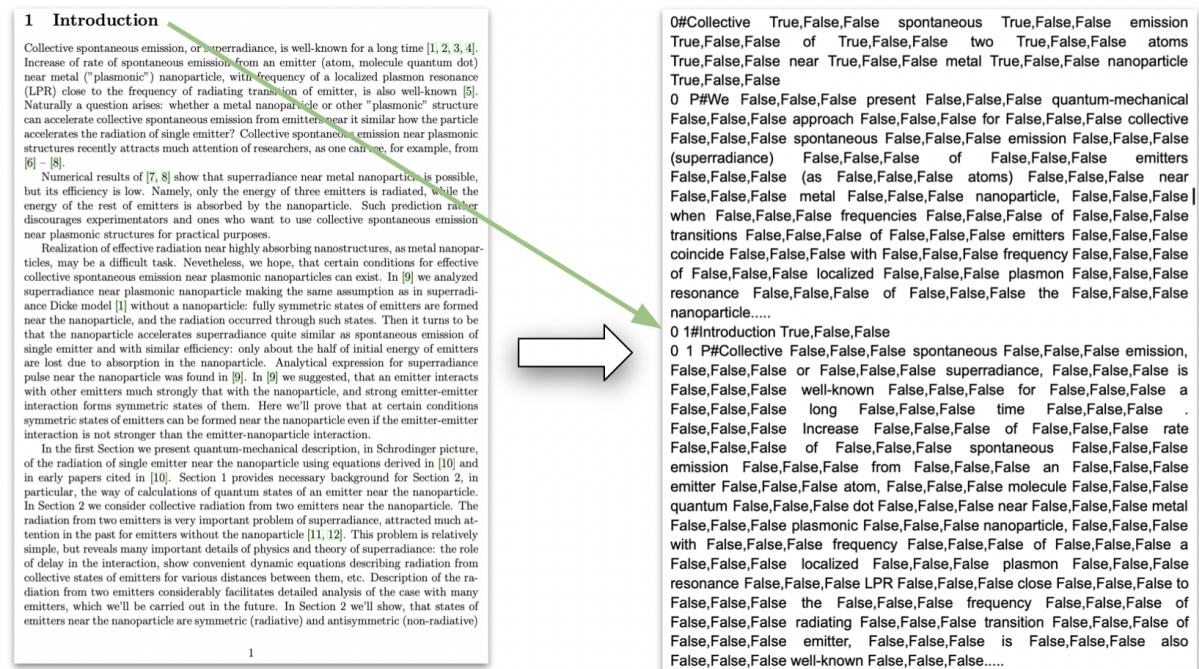 1 Introduction
Collective spontaneous emission, or superradiance, is well-known for a long time [1, 2, 3, 4].
Increase of rate of spontaneous emission from an emitter (atom, molecule quantum dot)
near metal ("plasmonic") nanoparticle, with frequency of a localized plasmon resonance
(LPR) close to the frequency of radiating transition of emitter, is also well-known [5].
Naturally a question arises: whether a metal nanoparticle or other "plasmonic" structure
can accelerate collective spontaneous emission from emitters near it similar how the particle
accelerates the radiation of single emitter? Collective spontaneous emission near plasmonic
structures recently attracts much attention of researchers, as one can see, for example, from
[6] – [8].
Numerical results of [7, 8] show that superradiance near metal nanoparticle is possible,
but its efficiency is low. Namely, only the energy of three emitters is radiated, while the
energy of the rest of emitters is absorbed by the nanoparticle. Such prediction rather
discourages experimentators and ones who want to use collective spontaneous emission
near plasmonic structures for practical purposes.
Realization of effective radiation near highly absorbing nanostructures, as metal nanopar-
ticles, may be a difficult task. Nevetheless, we hope, that certain conditions for effective
collective spontaneous emission near plasmonic nanoparticles can exist. In [9] we analyzed
superradiance near plasmonic nanoparticle making the same assumption as in superradi-
ance Dicke model [1] without a nanoparticle: fully symmetric states of emitters are formed
near the nanoparticle, and the radiation occurred through such states. Then it turns to be
that the nanoparticle accelerates superradiance quite similar as spontaneous emission of
single emitter and with similar efficiency: only about the half of initial energy of emitters
are lost due to absorption in the nanoparticle. Analytical expression for superradiance
pulse near the nanoparticle was found in [9]. In [9] we suggested, that an emitter interacts
with other emitters much strongly that with the nanoparticle, and strong emitter-emitter
interaction forms symmetric states of them. Here we'll prove that at certain conditions
symmetric states of emitters can be formed near the nanoparticle even if the emitter-emitter
interaction is not stronger than the emitter-nanoparticle interaction.
In the first Section we present quantum-mechanical description, in Schrodinger picture,
of the radiation of single emitter near the nanoparticle using equations derived in [10] and
in early papers cited in [10]. Section 1 provides necessary background for Section 2, in
particular, the way of calculations of quantum states of an emitter near the nanoparticle.
In Section 2 we consider collective radiation from two emitters near the nanoparticle. The
radiation from two emitters is very important problem of superradiance, attracted much at-
tention in the past for emitters without the nanoparticle [11, 12]. This problem is relatively
simple, but reveals many important details of physics and theory of superradiance: the role
of delay in the interaction, show convenient dynamic equations describing radiation from
collective states of emitters for various distances between them, etc. Description of the ra-
diation from two emitters considerably facilitates detailed analysis of the case with many
emitters, which we'll be carried out in the future. In Section 2 we'll show, that states of
emitters near the nanoparticle are symmetric (radiative) and antisymmetric (non-radiative)
1
0#Collective True,False,False spontaneous True,False,False emission
True,False,False of True,False,False two True,False,False atoms
True,False,False near True,False,False metal True,False,False nanoparticle
True,False,False
0 P#We False,False,False present False,False,False quantum-mechanical
False,False,False approach False,False,False for False,False,False collective
False,False,False spontaneous False,False,False emission False,False,False
(superradiance) False,False,False of False,False,False emitters
False,False,False (as False,False,False atoms) False,False,False near
False,False,False metal False,False,False nanoparticle, False,False,False
when False,False,False frequencies False,False,False of False,False,False
transitions False,False,False of False,False,False emitters False,False,False
coincide False,False,False with False,False,False frequency False,False,False
of False,False,False localized False,False,False plasmon False,False,False
resonance False,False,False of False,False,False the False,False,False
nanoparticle.....
0 1#Introduction True,False,False
0 1 P#Collective False,False,False spontaneous False,False,False emission,
False,False,False or False,False,False superradiance, False,False,False is
False,False,False well-known False,False,False for False,False,False a
False,False,False long False,False,False time False,False,False .
False,False,False Increase False,False,False of False,False,False rate
False,False,False of False,False,False spontaneous False,False,False
emission False,False,False from False,False,False an False,False,False
emitter False,False,False atom, False,False,False molecule False,False,False
quantum False,False,False dot False,False,False near False,False,False metal
False,False,False plasmonic False,False,False nanoparticle, False,False,False
with False,False,False frequency False,False,False of False,False,False a
False,False,False localized False,False,False plasmon False,False,False
resonance False,False,False LPR False,False,False close False,False,False to
False,False,False the False,False,False frequency False,False,False of
False,False,False radiating False,False,False transition False,False,False of
False,False,False emitter, False,False,False is False,False,False also
False,False,False well-known False,False,False.....